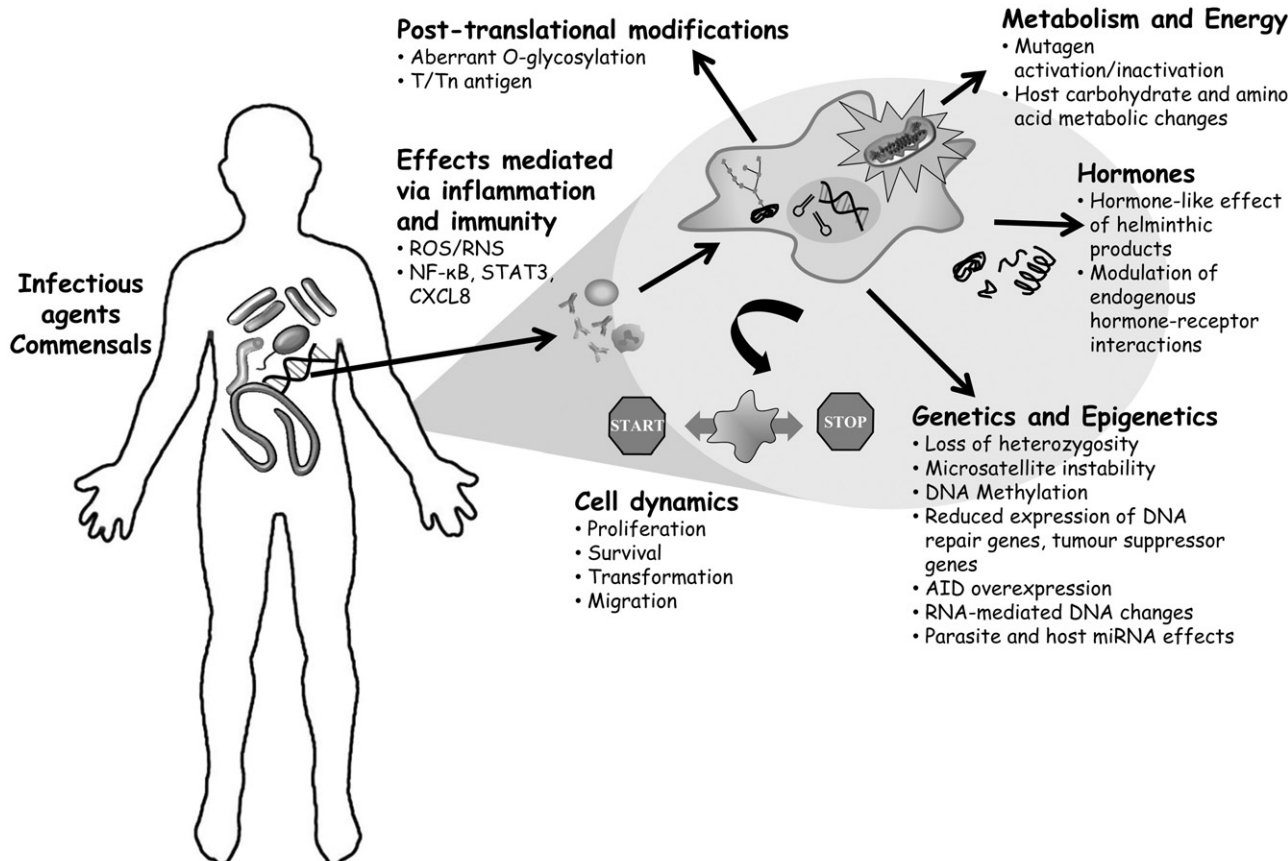 Post-translational modifications
• Aberrant O-glycosylation
• T/Tn antigen
Metabolism and Energy
• Mutagen
activation/inactivation
• Host carbohydrate and amino
acid metabolic changes
Effects mediated
via inflammation
and immunity
• ROS/RNS
• NF-κB, STAT3,
CXCL8
Hormones
• Hormone-like effect
of helminthic
products
• Modulation of
endogenous
hormone-receptor
interactions
Infectious
agents
Commensals
START
STOP
Cell dynamics
• Proliferation
• Survival
• Transformation
• Migration
Genetics and Epigenetics
• Loss of heterozygosity
• Microsatellite instability
• DNA Methylation
• Reduced expression of DNA
repair genes, tumour suppressor
genes
• AID overexpression
• RNA-mediated DNA changes
• Parasite and host miRNA effects